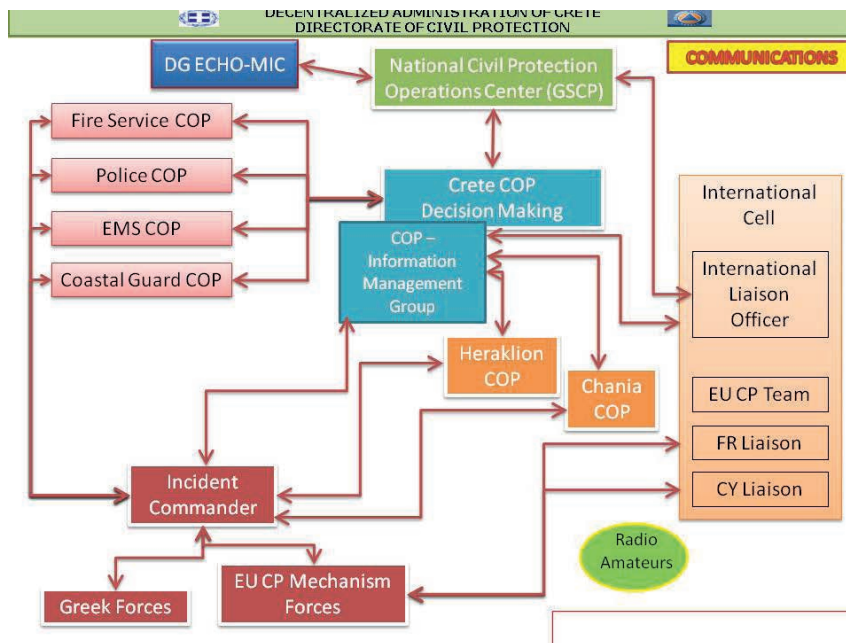 DECENTRALIZED ADMINISTRATION OF CRETE
DIRECTORATE OF CIVIL PROTECTION
DG ECHO-MIC
National Civil Protection
Operations Center (GSCP)
COMMUNICATIONS
Fire Service COP
Police COP
EMS COP
Coastal Guard COP
Crete COP
Decision Making
COP –
Information
Management
Group
International
Cell
International
Liaison
Officer
EU CP Team
FR Liaison
CY Liaison
Heraklion
COP
Chania
COP
Incident
Commander
Radio
Amateurs
Greek Forces
EU CP Mechanism
Forces